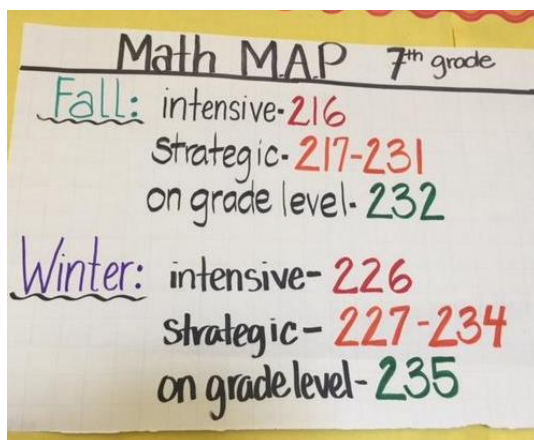 Math MAP 7th grade
Fall: intensive-216
Strategic-217-231
on grade level-232
Winter: intensive-226
strategic-227-234
on grade level-235